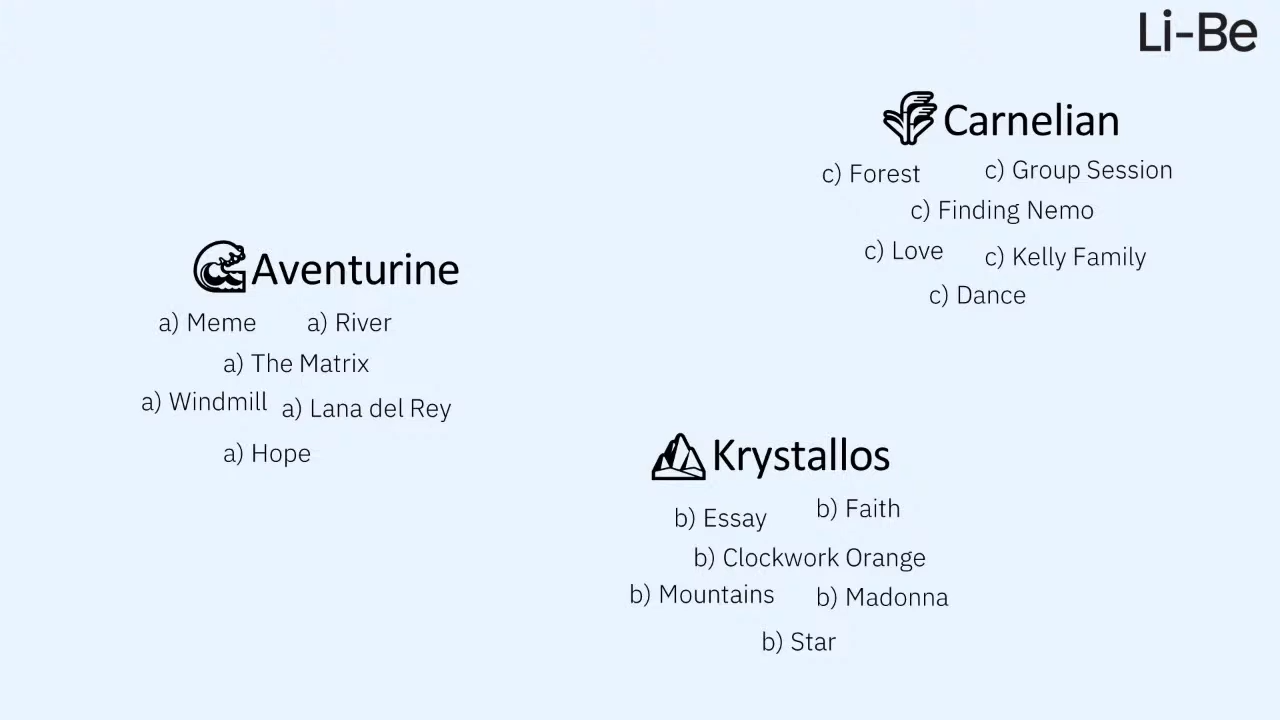 Li-Be
Carnelian
c) Forest
c) Group Session
c) Finding Nemo
c) Love
c) Kelly Family
c) Dance
Aventurine
a) Meme
a) River
a) The Matrix
a) Windmill
a) Lana del Rey
a) Hope
Krystallos
b) Essay
b) Faith
b) Clockwork Orange
b) Mountains
b) Madonna
b) Star